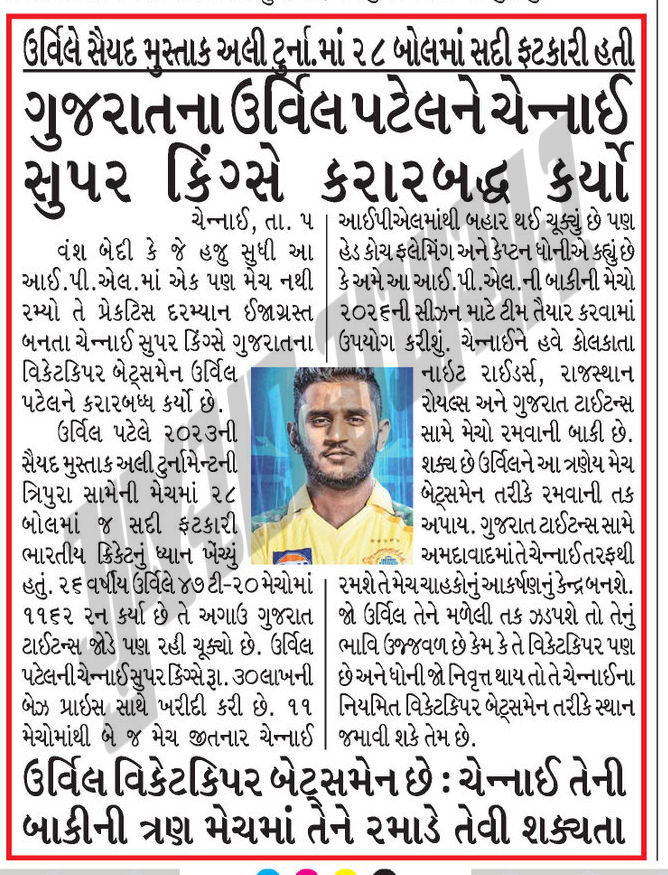 ઉર્વિલે સૈયદ મુસ્તાક અલી ટુર્ના.માં ૨૮ બોલમાં સદી ફટકારી હતી
ગુજરાતના ઉર્વિલ પટેલને ચેન્નાઈ
સુપર કિંગ્સે કરારબદ્ધ કર્યો
ચેન્નાઈ, તા. ૫
વંશ બેદી કે જે હજુ સુધી આ
આઈ.પી.એલ.માં એક પણ મેચ નથી
રમ્યો તે પ્રેક્ટિસ દરમ્યાન ઈજાગ્રસ્ત
બનતા ચેન્નાઈ સુપર કિંગ્સે ગુજરાતના
વિકેટકિપર બેટ્સમેન ઉર્વિલ
પટેલને કરારબધ્ધ કર્યો છે.
ઉર્વિલ પટેલે ૨૦૨૩ની
સૈયદ મુસ્તાક અલી ટુર્નામેન્ટની
ત્રિપુરા સામેની મેચમાં ૨૮
બોલમાં જ સદી ફટકારી
ભારતીય ક્રિકેટનું ધ્યાન ખેંચ્યું
હતું. ૨૬ વર્ષીય ઉર્વિલે ૪૭ ટી-૨૦ મેચોમાં
૧૧૬૨ રન કર્યા છે તે અગાઉ ગુજરાત
ટાઈટન્સ જોડે પણ રહી ચૂક્યો છે. ઉર્વિલ
પટેલની ચેન્નાઈ સુપર કિંગ્સે રૂા. ૩૦લાખની
બેઝ પ્રાઈસ સાથે ખરીદી કરી છે. ૧૧
મેચોમાંથી બે જ મેચ જીતનાર ચેન્નાઈ
આઈપીએલમાંથી બહાર થઈ ચૂક્યું છે પણ
હેડ કોચ ફ્લેમિંગ અને કેપ્ટન ધોનીએ કહ્યું છે
કે અમે આ આઈ.પી.એલ.ની બાકીની મેચો
૨૦૨૬ની સીઝન માટે ટીમ તૈયાર કરવામાં
ઉપયોગ કરીશું. ચેન્નાઈને હવે કોલકાતા
નાઈટ રાઈડર્સ, રાજસ્થાન
રોયલ્સ અને ગુજરાત ટાઈટન્સ
સામે મેચો રમવાની બાકી છે.
શક્ય છે ઉર્વિલને આ ત્રણેય મેચ
બેટ્સમેન તરીકે રમવાની તક
અપાય. ગુજરાત ટાઈટન્સ સામે
અમદાવાદમાં તે ચેન્નાઈ તરફથી
રમશે તે મેચ ચાહકોનું આકર્ષણનું કેન્દ્ર બનશે.
જો ઉર્વિલ તેને મળેલી તક ઝડપશે તો તેનું
ભાવિ ઉજ્જવળ છે કેમ કે તે વિકેટકિપર પણ
છે અને ધોની જો નિવૃત્ત થાય તો તે ચેન્નાઈના
નિયમિત વિકેટકિપર બેટ્સમેન તરીકે સ્થાન
જમાવી શકે તેમ છે.
ઉર્વિલ વિકેટકિપર બેટ્સમેન છે : ચેન્નાઈ તેની
બાકીની ત્રણ મેચમાં તેને રમાડે તેવી શક્યતા